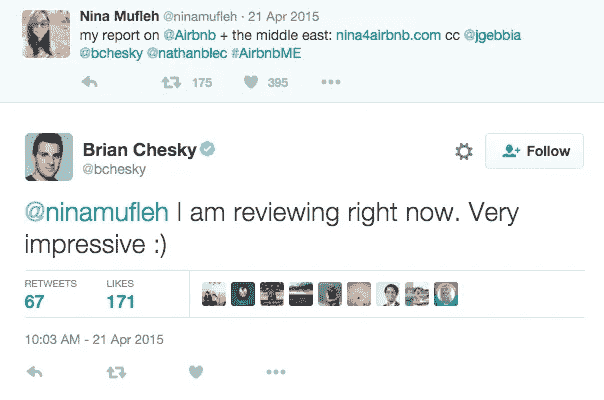 Nina Mufleh @ninamufleh · 21 Apr 2015
my report on @Airbnb + the middle east: nina4airbnb.com cc @jgebbia
@bchesky @nathanblec #AirbnbME
175 395
Brian Chesky
@bchesky
Follow
@ninamufleh I am reviewing right now. Very
impressive :)
RETWEETS LIKES
67 171
10:03 AM - 21 Apr 2015